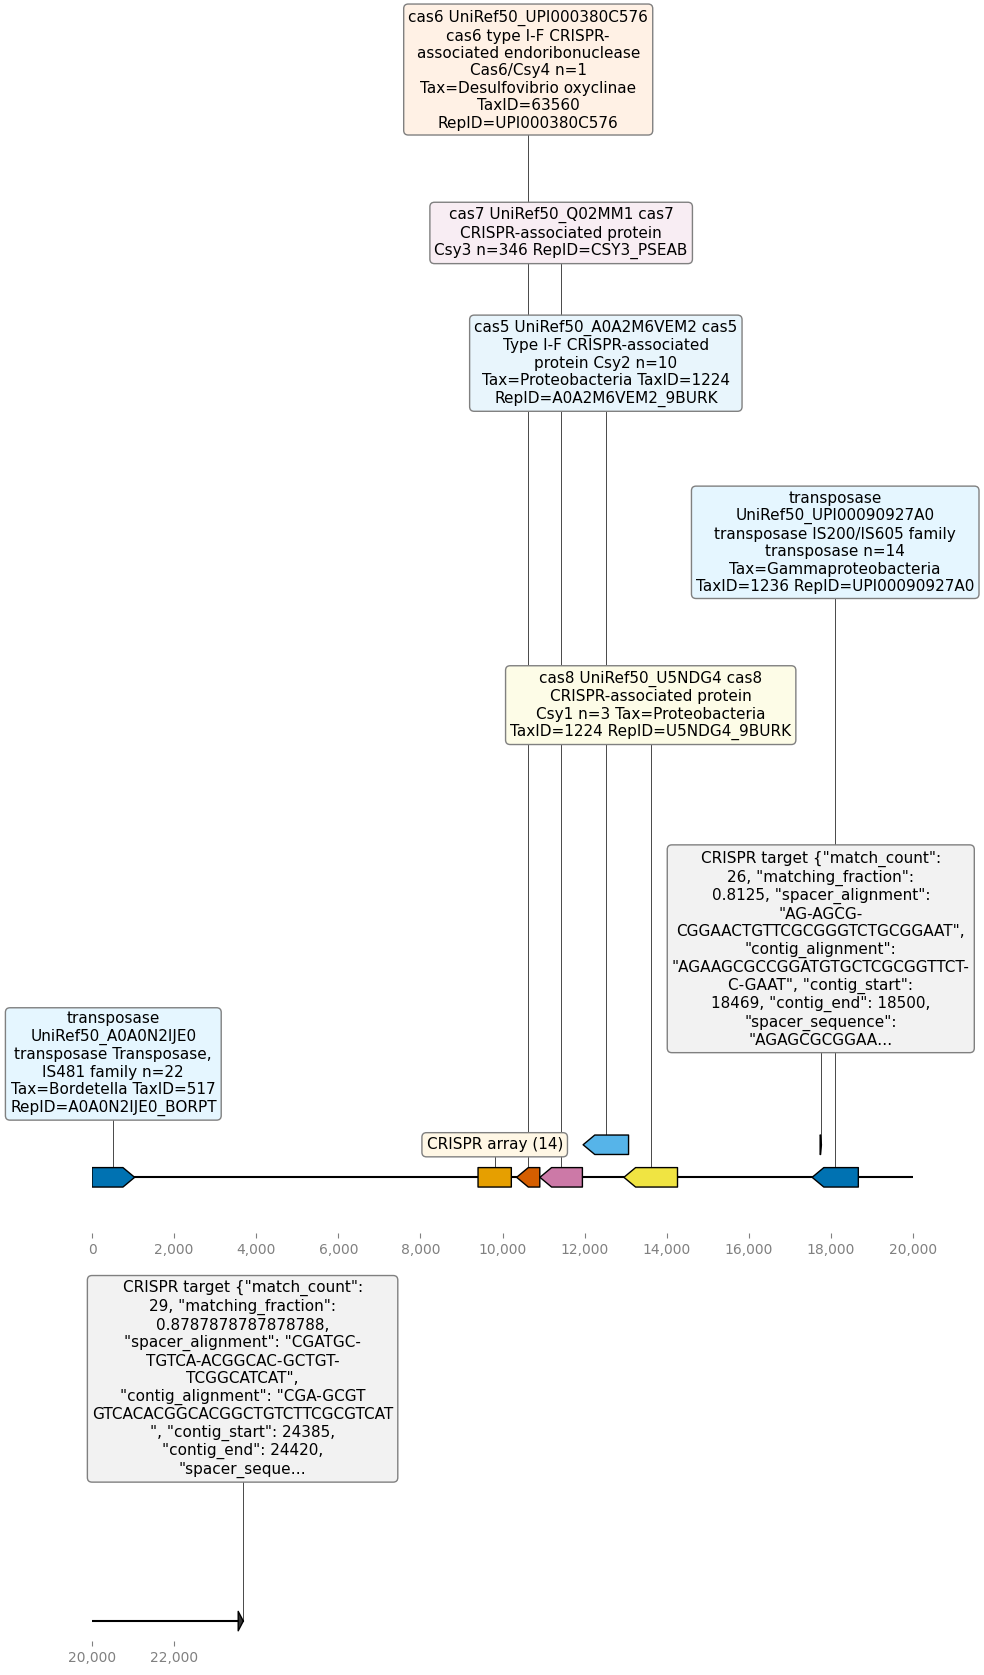 cas6 UniRef50_UPI000380C576
cas6 type I-F CRISPR-
associated endoribonuclease
Cas6/Csy4 n=1
Tax=Desulfovibrio oxyclinae
TaxID=63560
RepID=UPI000380C576
cas7 UniRef50_Q02MM1 cas7
CRISPR-associated protein
Csy3 n=346 RepID=CSY3_PSEAB
cas5 UniRef50_A0A2M6VEM2 cas5
Type I-F CRISPR-associated
protein Csy2 n=10
Tax=Proteobacteria TaxID=1224
RepID=A0A2M6VEM2_9BURK
transposase
UniRef50_UPI00090927A0
transposase IS200/IS605 family
transposase n=14
Tax=Gammaproteobacteria
TaxID=1236 RepID=UPI00090927A0
cas8 UniRef50_U5NDG4 cas8
CRISPR-associated protein
Csy1 n=3 Tax=Proteobacteria
TaxID=1224 RepID=U5NDG4_9BURK
CRISPR target {"match_count":
26, "matching_fraction":
0.8125, "spacer_alignment":
"AG-AGCG-
CGGAACTGTTCGCGGGTCTGCGGAAT",
"contig_alignment":
"AGAAGCGCCGGATGTGCTCGCGGTTCT-
C-GAAT", "contig_start":
18469, "contig_end": 18500,
"spacer_sequence":
"AGAGCGCGGAA...
transposase
UniRef50_A0A0N2IJE0
transposase Transposase,
IS481 family n=22
Tax=Bordetella TaxID=517
RepID=A0A0N2IJE0_BORPT
CRISPR array (14)
0 2,000 4,000 6,000 8,000 10,000 12,000 14,000 16,000 18,000 20,000
CRISPR target {"match_count":
29, "matching_fraction":
0.8787878787878788,
"spacer_alignment": "CGATGC-
TGTCA-ACGGCAC-GCTGT-
TCGGCATCAT",
"contig_alignment": "CGA-GCGT
GTCACACGGCACGGCTGTCTTCGCGTCAT
", "contig_start": 24385,
"contig_end": 24420,
"spacer_seque...
20,000 22,000